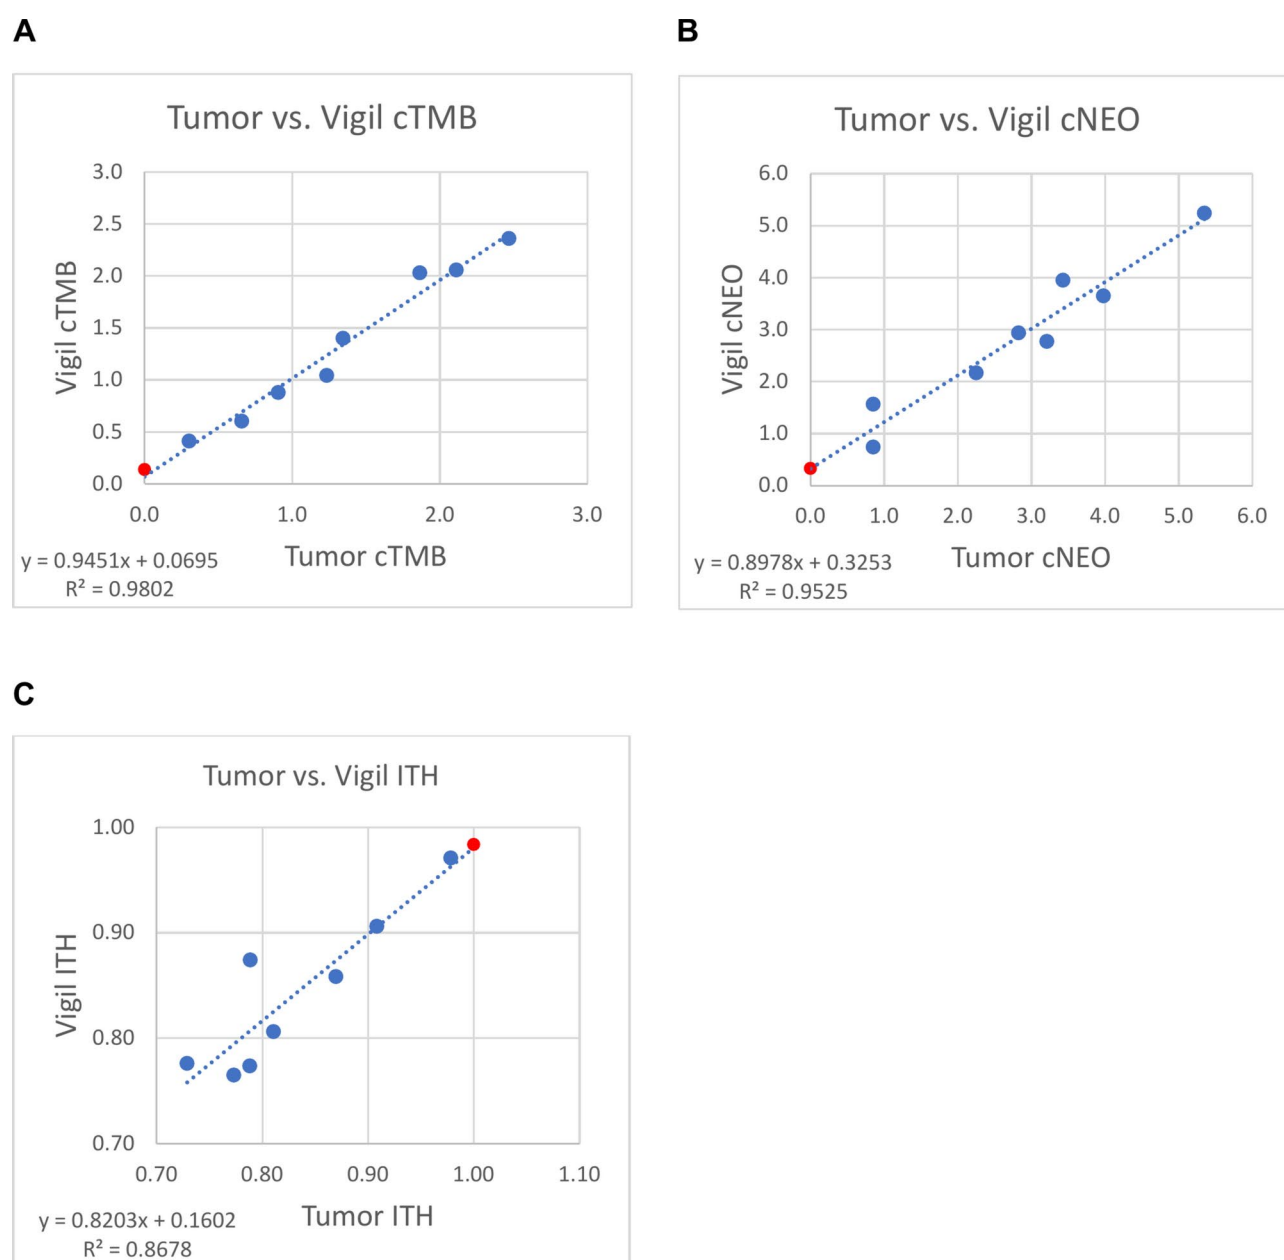 A
Tumor vs. Vigil cTMB
Vigil cTMB
3.0
2.5
2.0
1.5
1.0
0.5
0.0
0.0 1.0 2.0 3.0
Tumor cTMB
y = 0.9451x + 0.0695
R² = 0.9802
B
Tumor vs. Vigil cNEO
Vigil cNEO
6.0
5.0
4.0
3.0
2.0
1.0
0.0
0.0 1.0 2.0 3.0 4.0 5.0 6.0
Tumor cNEO
y = 0.8978x + 0.3253
R² = 0.9525
C
Tumor vs. Vigil ITH
Vigil ITH
1.00
0.90
0.80
0.70
0.70 0.80 0.90 1.00 1.10
Tumor ITH
y = 0.8203x + 0.1602
R² = 0.8678